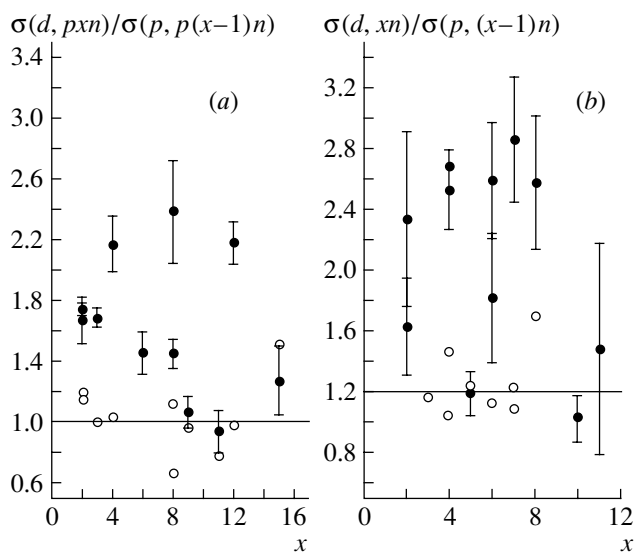 σ(d, pxn)/σ(p, p(x−1)n) σ(d, xn)/σ(p, (x−1)n)
3.4
3.0
2.6
2.2
1.8
1.4
1.0
0.6
(a)
0 4 8 12 16
x
3.2
2.8
2.4
2.0
1.6
1.2
0.8
(b)
0 4 8 12
x